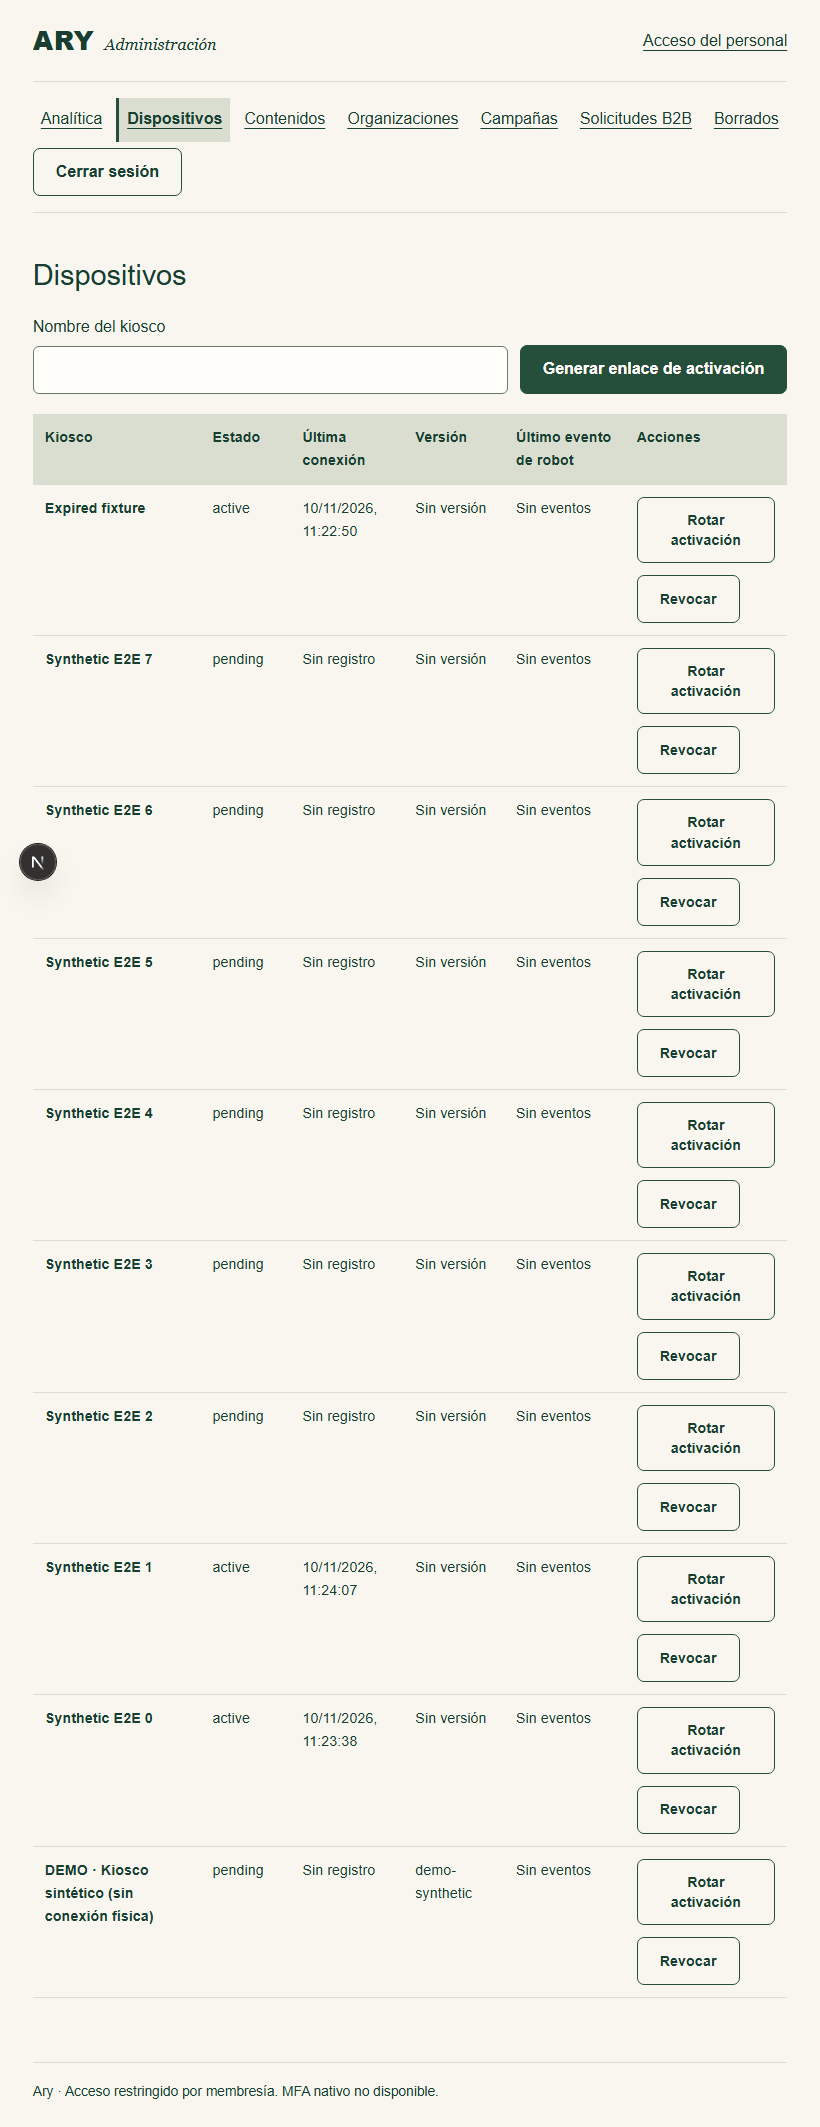 ARY Administración
Acceso del personal
Analítica Dispositivos Contenidos Organizaciones Campañas Solicitudes B2B Borrados
Cerrar sesión
Dispositivos
Nombre del kiosco
Generar enlace de activación
Kiosco Estado Última conexión Versión Último evento de robot Acciones
Expired fixture active 10/11/2026, 11:22:50 Sin versión Sin eventos Rotar activación
Revocar
Synthetic E2E 7 pending Sin registro Sin versión Sin eventos Rotar activación
Revocar
Synthetic E2E 6 pending Sin registro Sin versión Sin eventos Rotar activación
N
Revocar
Synthetic E2E 5 pending Sin registro Sin versión Sin eventos Rotar activación
Revocar
Synthetic E2E 4 pending Sin registro Sin versión Sin eventos Rotar activación
Revocar
Synthetic E2E 3 pending Sin registro Sin versión Sin eventos Rotar activación
Revocar
Synthetic E2E 2 pending Sin registro Sin versión Sin eventos Rotar activación
Revocar
Synthetic E2E 1 active 10/11/2026, 11:24:07 Sin versión Sin eventos Rotar activación
Revocar
Synthetic E2E 0 active 10/11/2026, 11:23:38 Sin versión Sin eventos Rotar activación
Revocar
DEMO · Kiosco sintético (sin conexión física) pending Sin registro demo-synthetic Sin eventos Rotar activación
Revocar
Ary · Acceso restringido por membresía. MFA nativo no disponible.